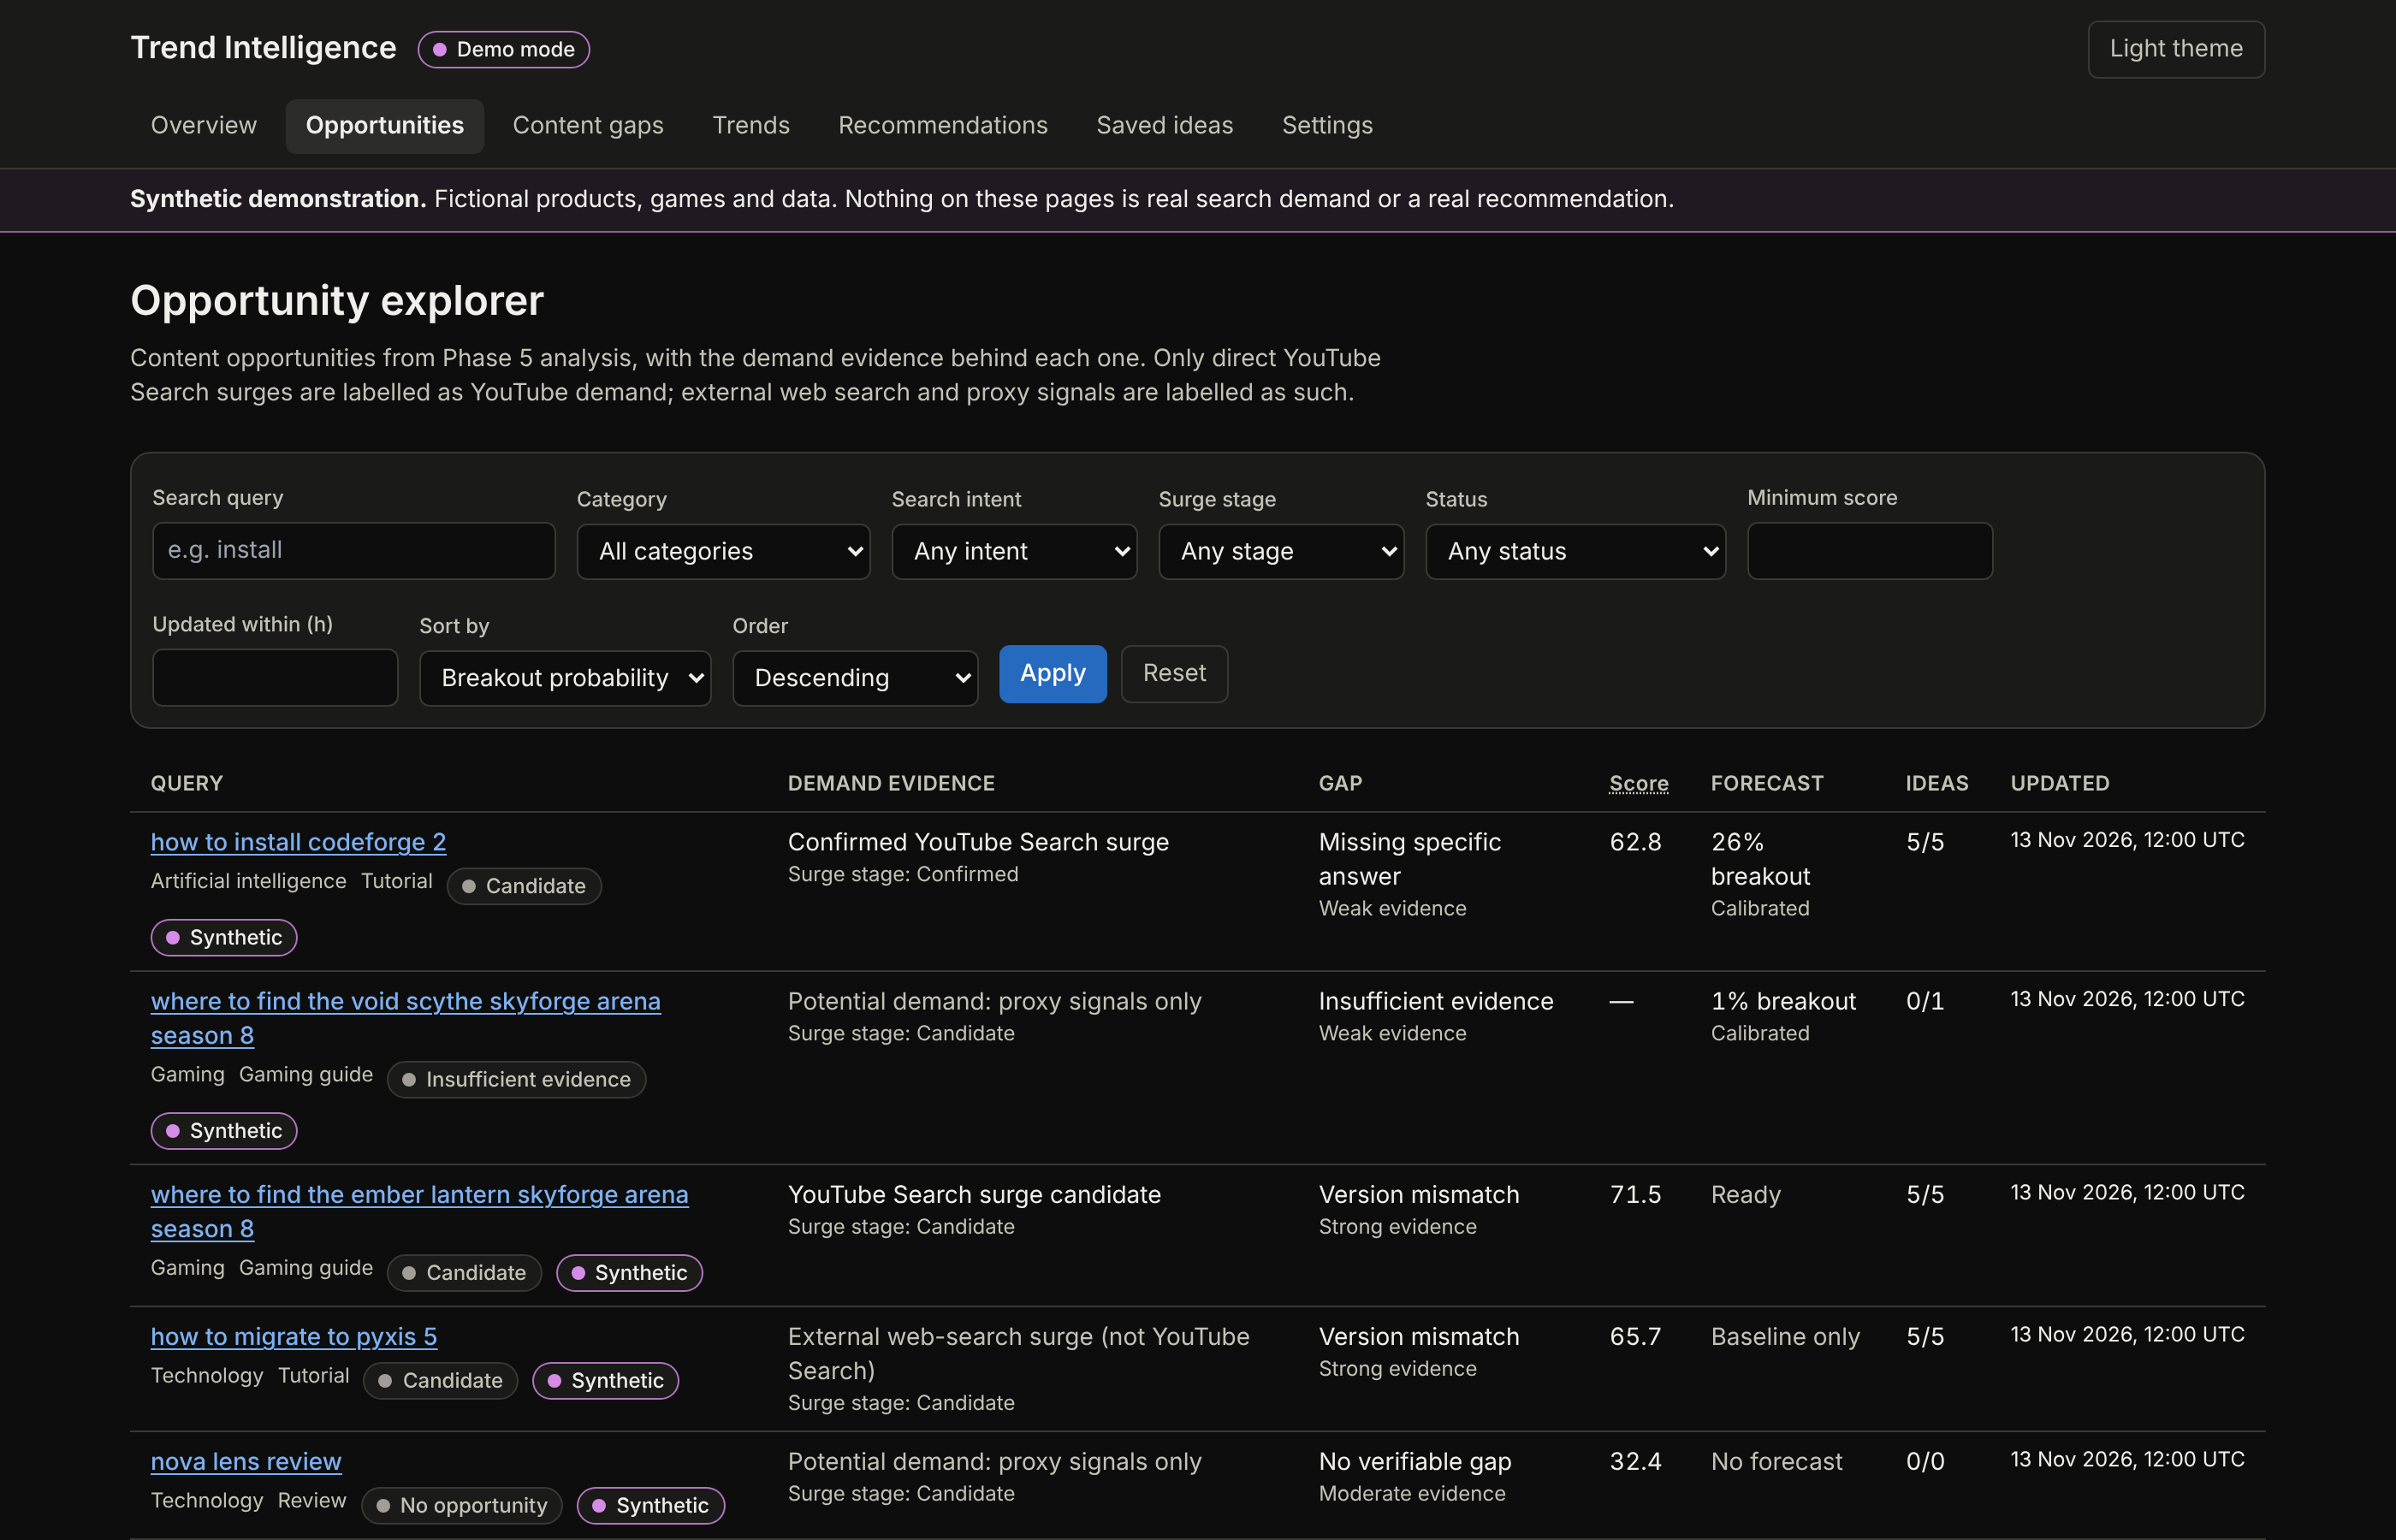 Trend Intelligence
Demo mode
Light theme
Overview
Opportunities
Content gaps
Trends
Recommendations
Saved ideas
Settings
Synthetic demonstration. Fictional products, games and data. Nothing on these pages is real search demand or a real recommendation.
Opportunity explorer
Content opportunities from Phase 5 analysis, with the demand evidence behind each one. Only direct YouTube
Search surges are labelled as YouTube demand; external web search and proxy signals are labelled as such.
Search query
Category
Search intent
Surge stage
Status
Minimum score
e.g. install
All categories
Any intent
Any stage
Any status
Updated within (h)
Sort by
Order
Breakout probability
Descending
Apply
Reset
QUERY
DEMAND EVIDENCE
GAP
Score
FORECAST
IDEAS
UPDATED
how to install codeforge 2
Artificial intelligence
Tutorial
Candidate
Synthetic
Confirmed YouTube Search surge
Surge stage: Confirmed
Missing specific
answer
Weak evidence
62.8
26%
breakout
Calibrated
5/5
13 Nov 2026, 12:00 UTC
where to find the void scythe skyforge arena
season 8
Gaming
Gaming guide
Insufficient evidence
Synthetic
Potential demand: proxy signals only
Surge stage: Candidate
Insufficient evidence
Weak evidence
—
1% breakout
Calibrated
0/1
13 Nov 2026, 12:00 UTC
where to find the ember lantern skyforge arena
season 8
Gaming
Gaming guide
Candidate
Synthetic
YouTube Search surge candidate
Surge stage: Candidate
Version mismatch
Strong evidence
71.5
Ready
5/5
13 Nov 2026, 12:00 UTC
how to migrate to pyxis 5
Technology
Tutorial
Candidate
Synthetic
External web-search surge (not YouTube
Search)
Surge stage: Candidate
Version mismatch
Strong evidence
65.7
Baseline only
5/5
13 Nov 2026, 12:00 UTC
nova lens review
Technology
Review
No opportunity
Synthetic
Potential demand: proxy signals only
Surge stage: Candidate
No verifiable gap
Moderate evidence
32.4
No forecast
0/0
13 Nov 2026, 12:00 UTC